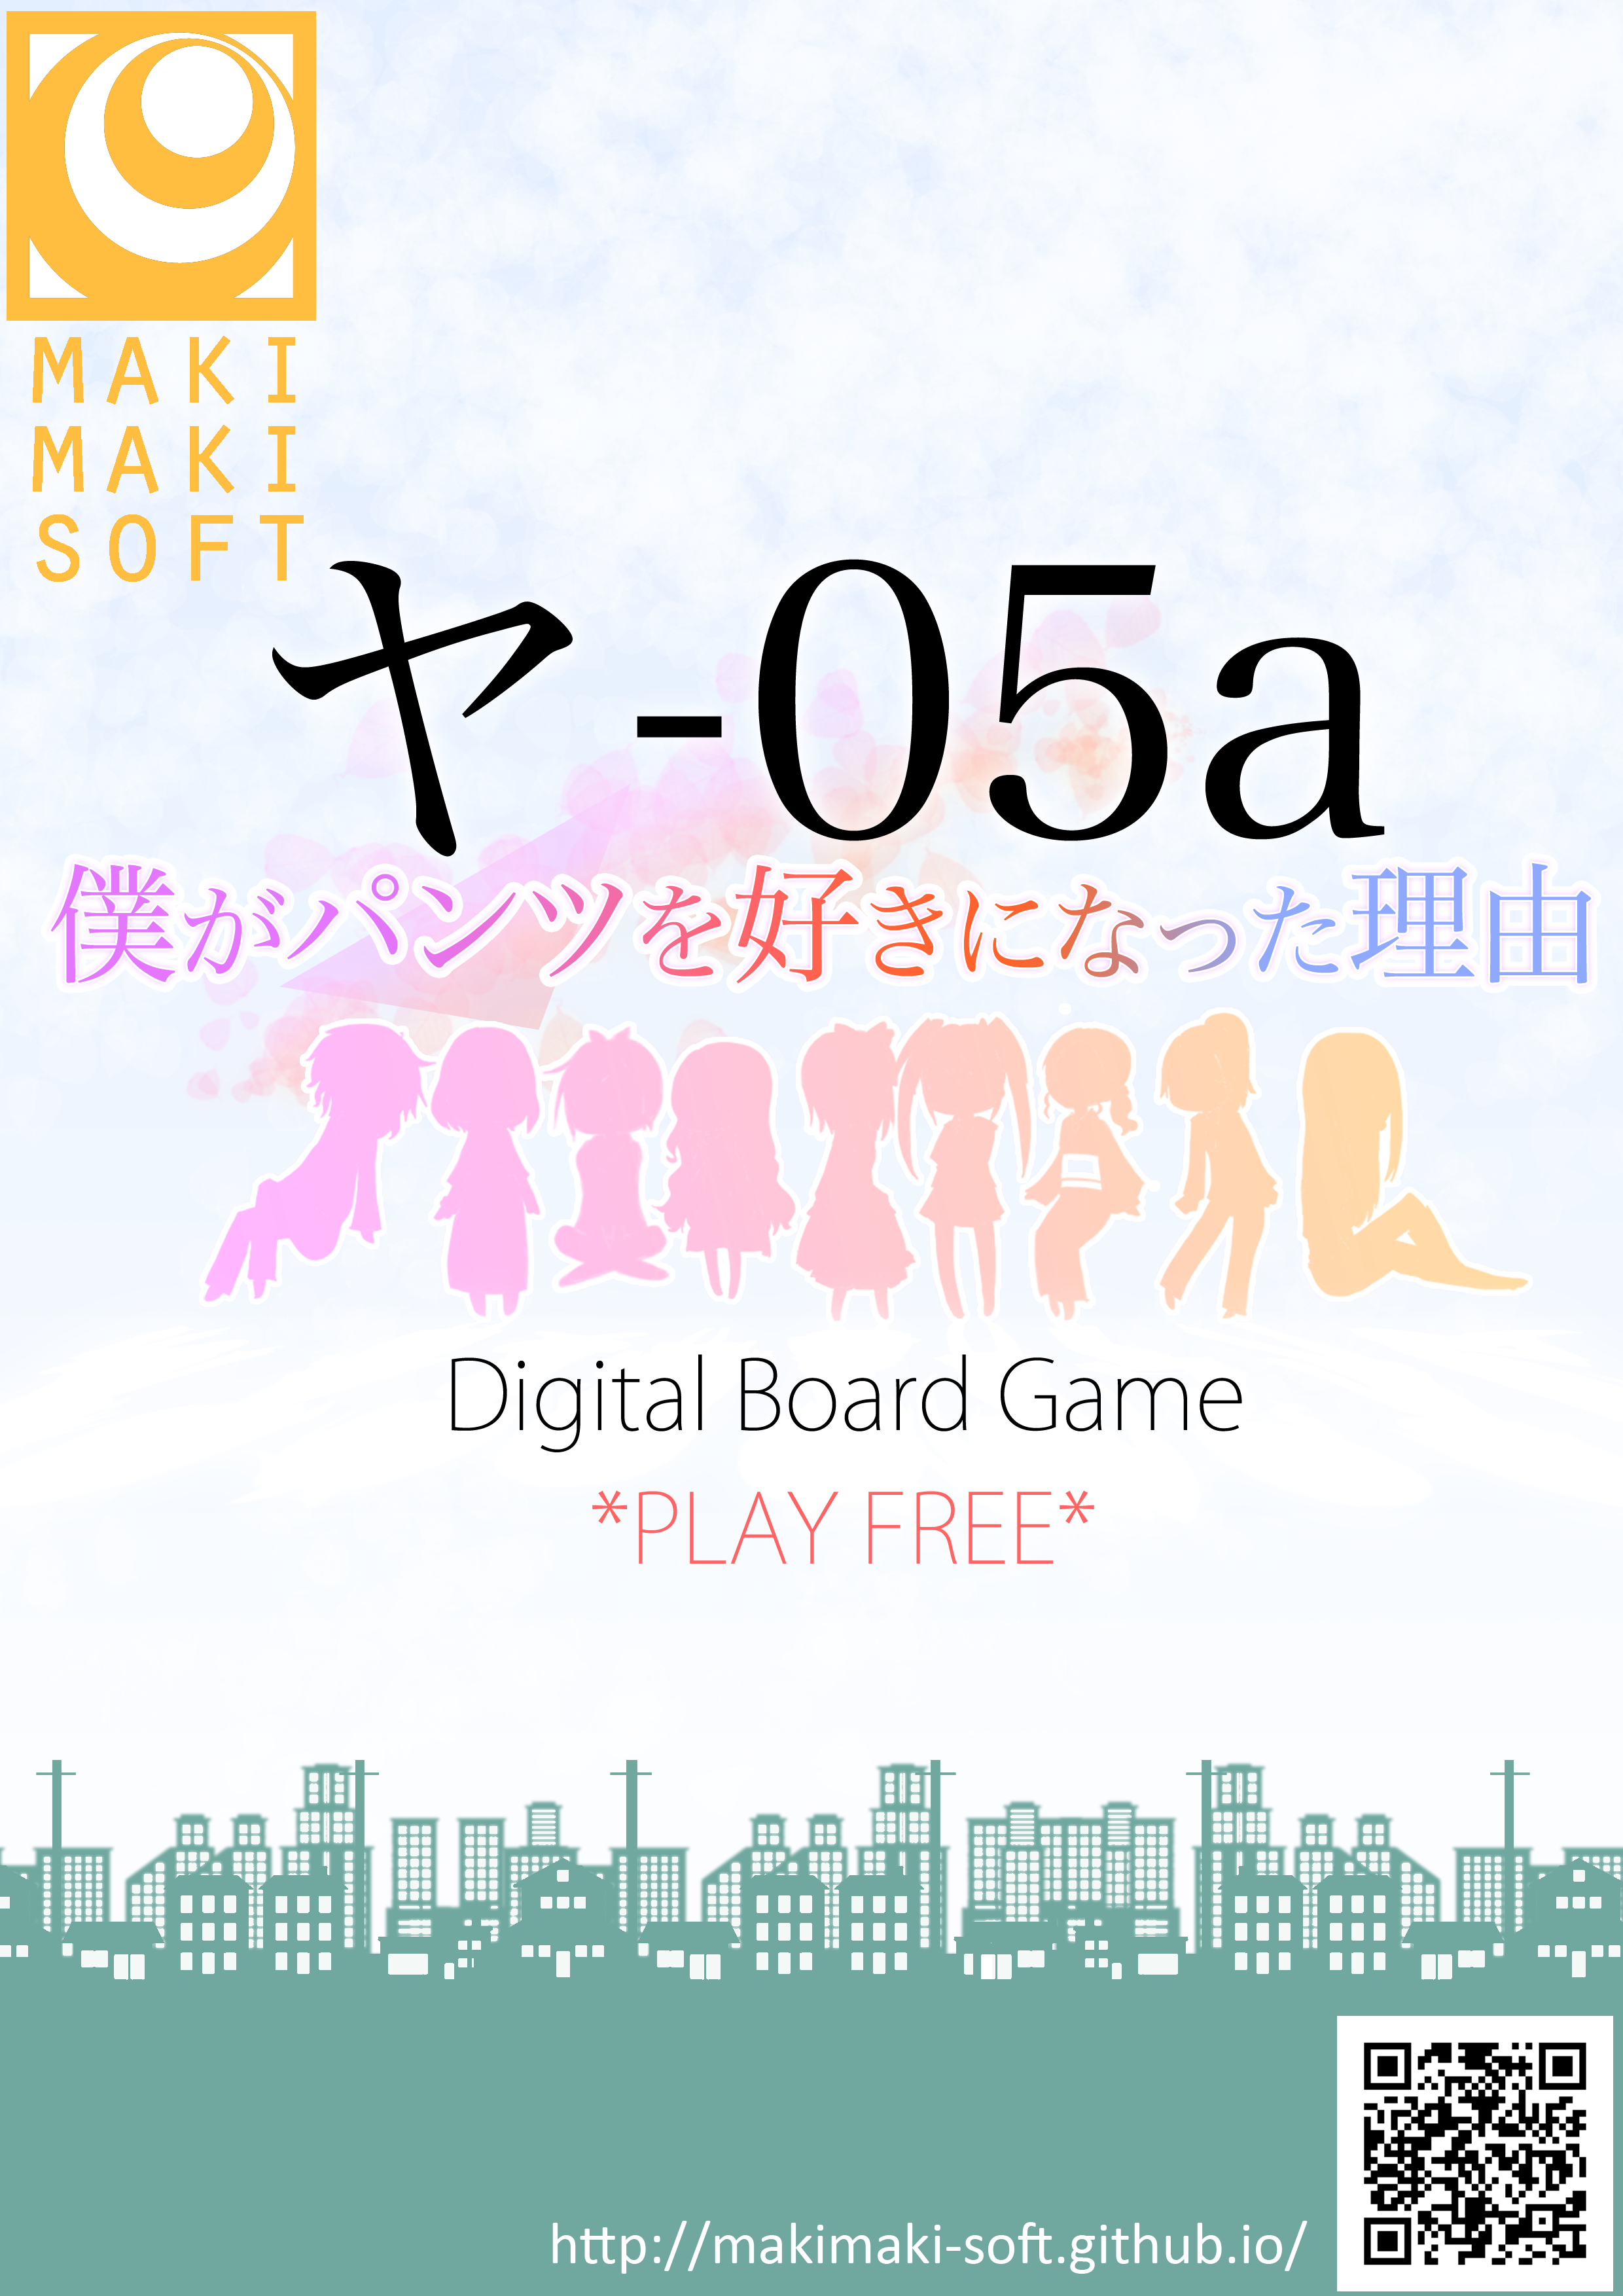 MAKI
MAKI
SOFT
ヤ-05a
僕がパンツを好きになった理由
Digital Board Game
*PLAY FREE*
http://makimaki-soft.github.io/